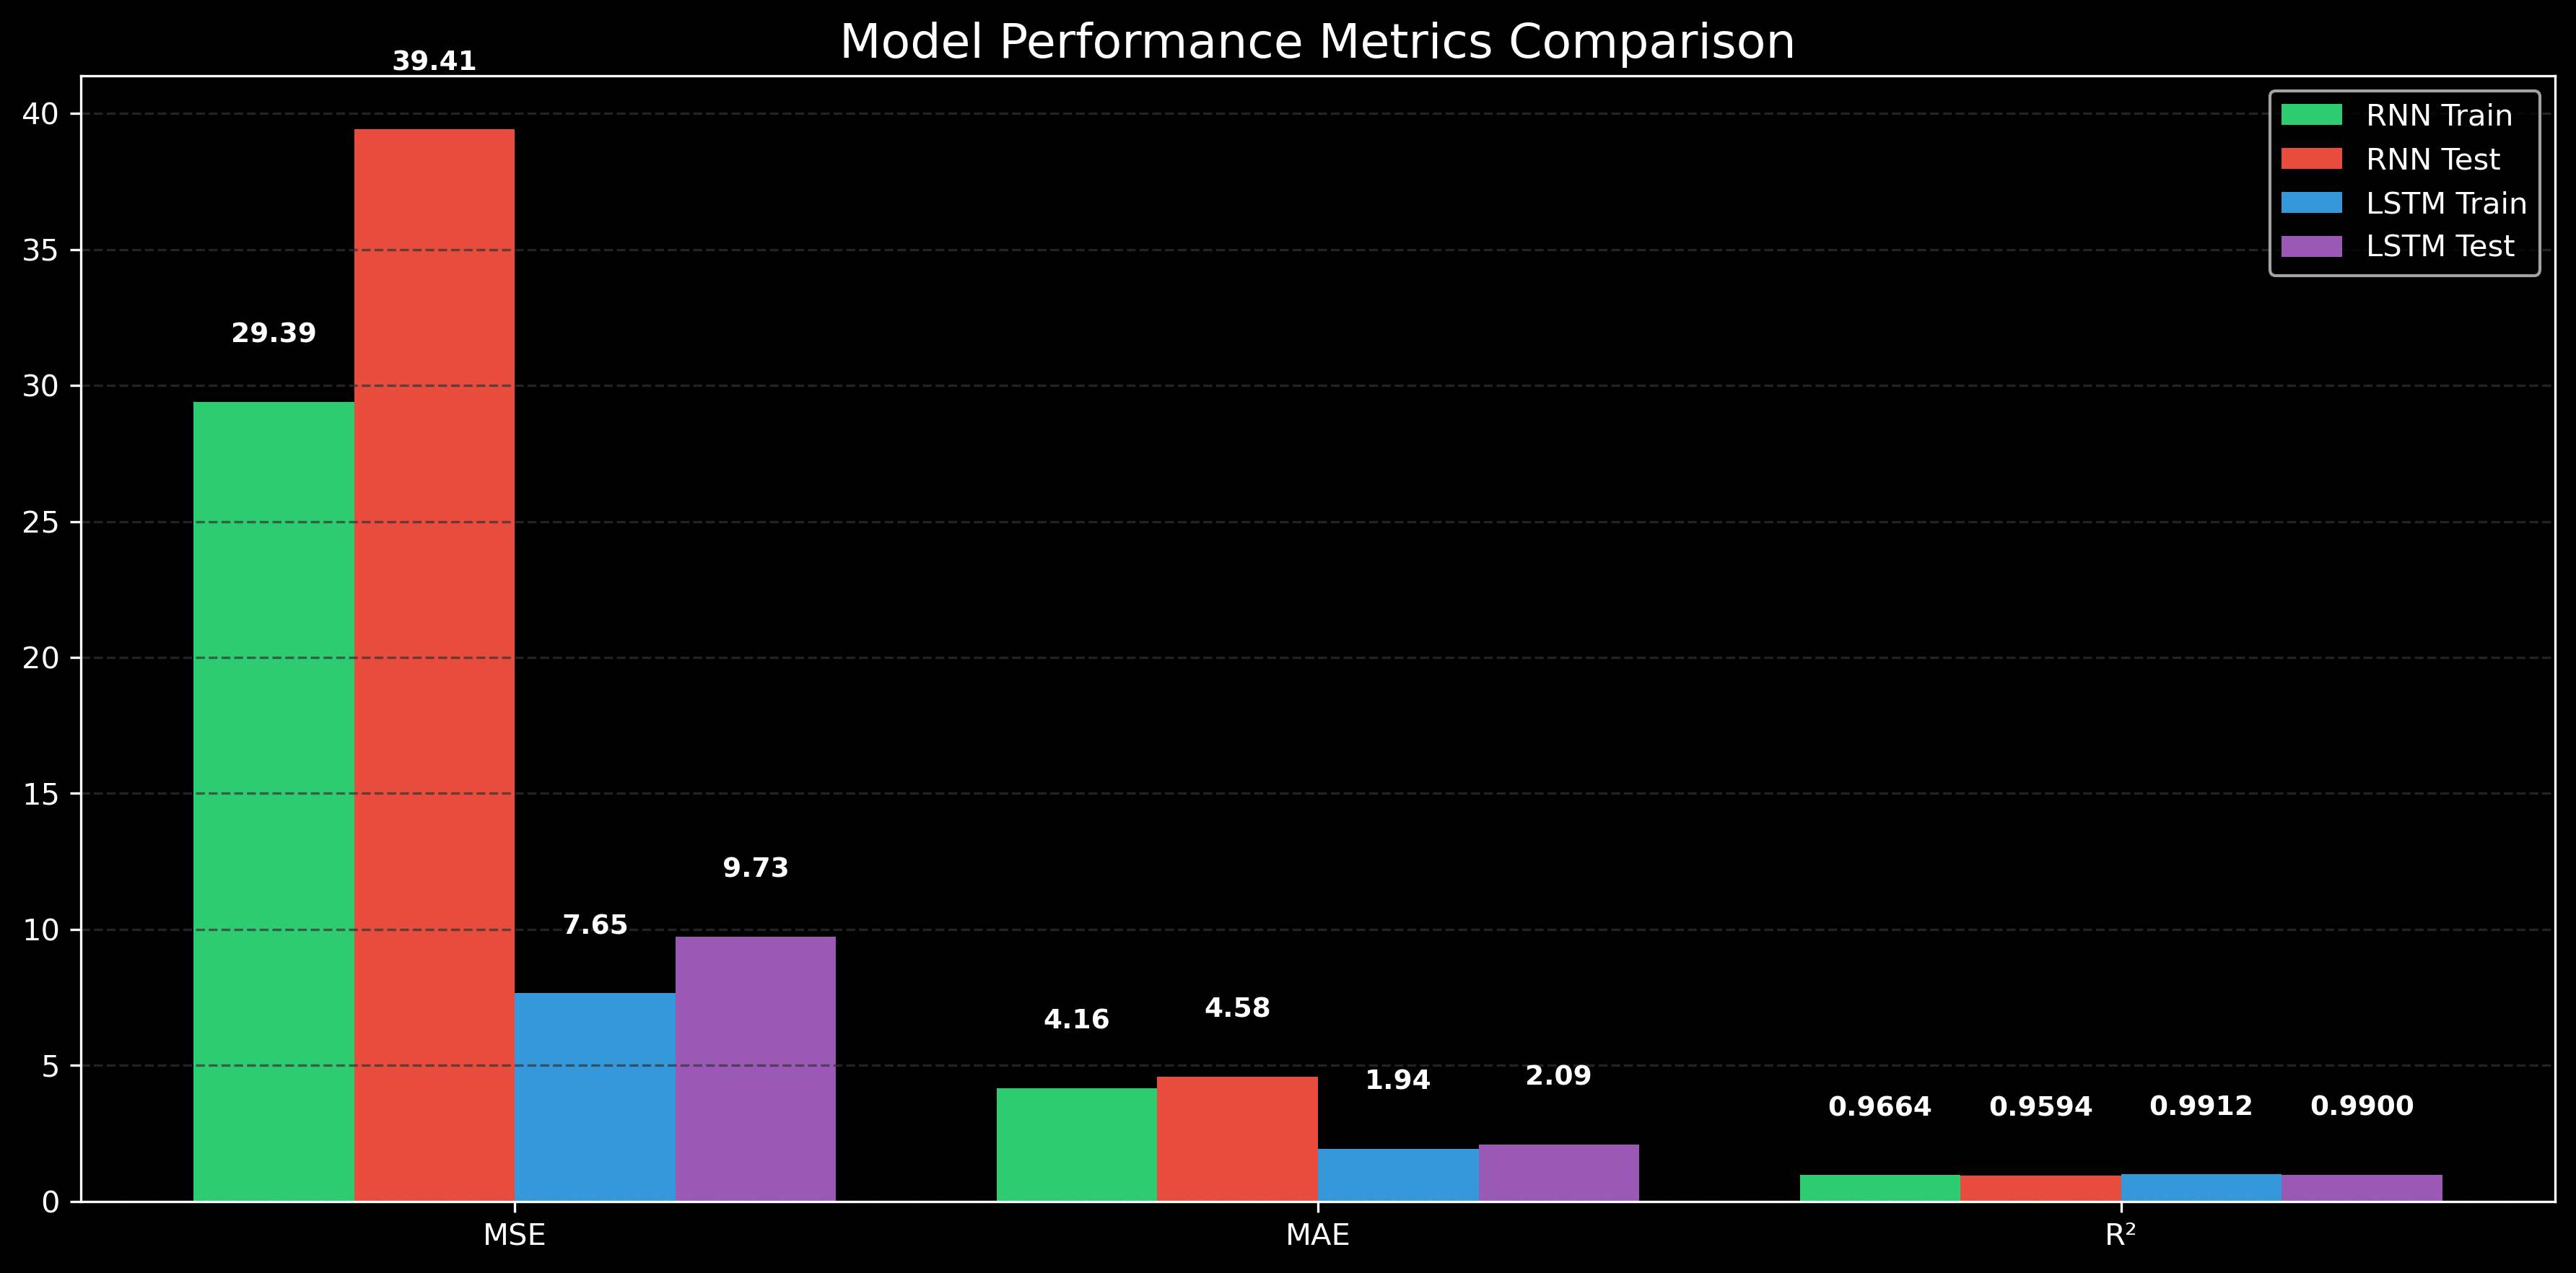 Model Performance Metrics Comparison
39.41
40
RNN Train
RNN Test
LSTM Train
LSTM Test
35
29.39
30
25
20
15
9.73
7.65
10
4.16
4.58
1.94
2.09
5
0.9664
0.9594
0.9912
0.9900
0
MSE
MAE
R²